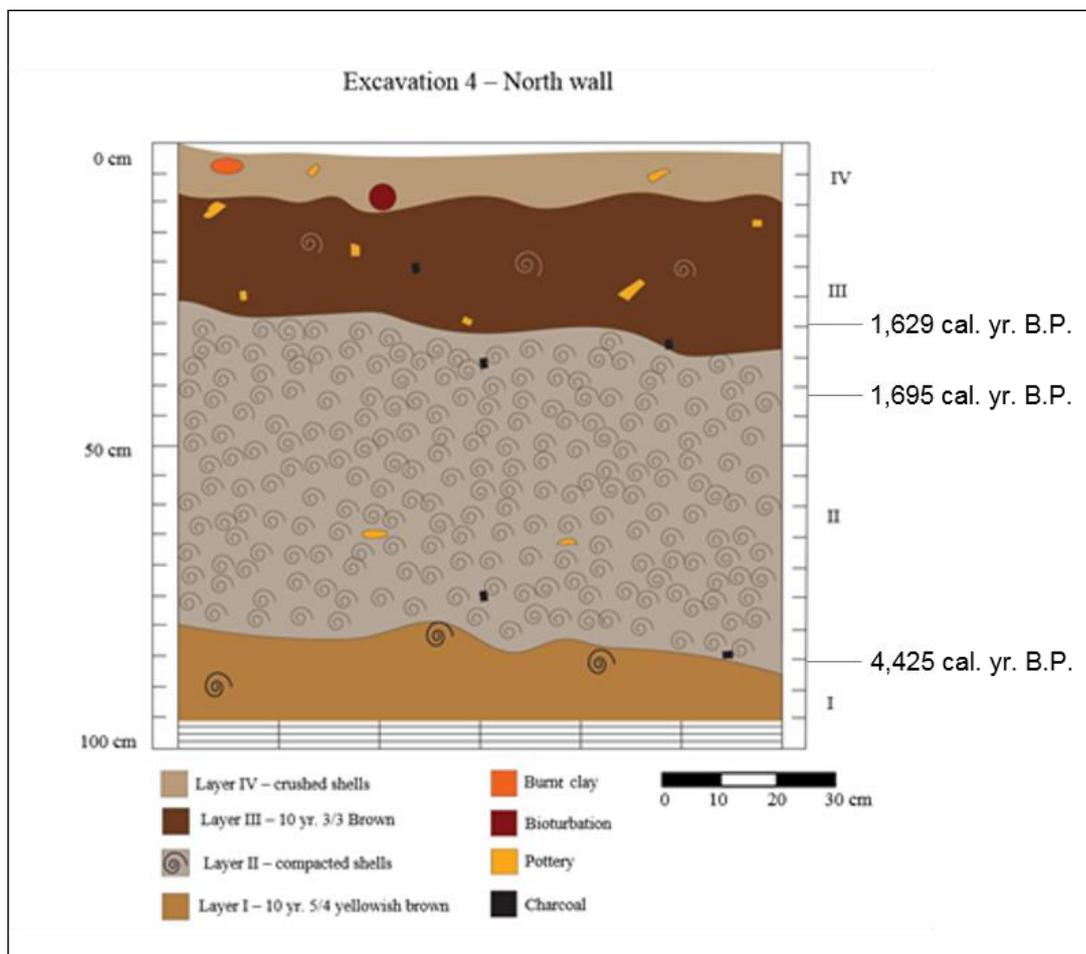 Excavation 4 – North wall
0 cm
IV
III
1,629 cal. yr. B.P.
1,695 cal. yr. B.P.
50 cm
II
4,425 cal. yr. B.P.
I
100 cm
Layer IV – crushed shells
Layer III – 10 yr. 3/3 Brown
Layer II – compacted shells
Layer I – 10 yr. 5/4 yellowish brown
Burnt clay
Bioturbation
Pottery
Charcoal
0 10 20 30 cm